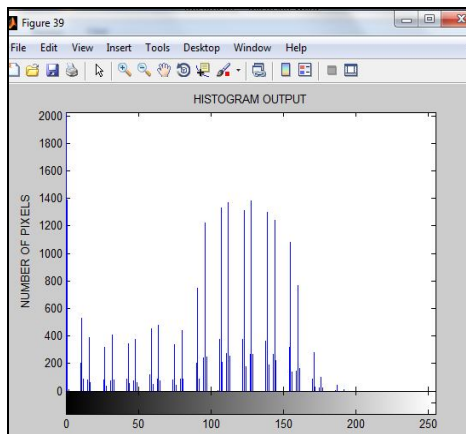 Figure 39
File Edit View Insert Tools Desktop Window Help
HISTOGRAM OUTPUT
NUMBER OF PIXELS
2000
1800
1600
1400
1200
1000
800
600
400
200
0
0 50 100 150 200 250